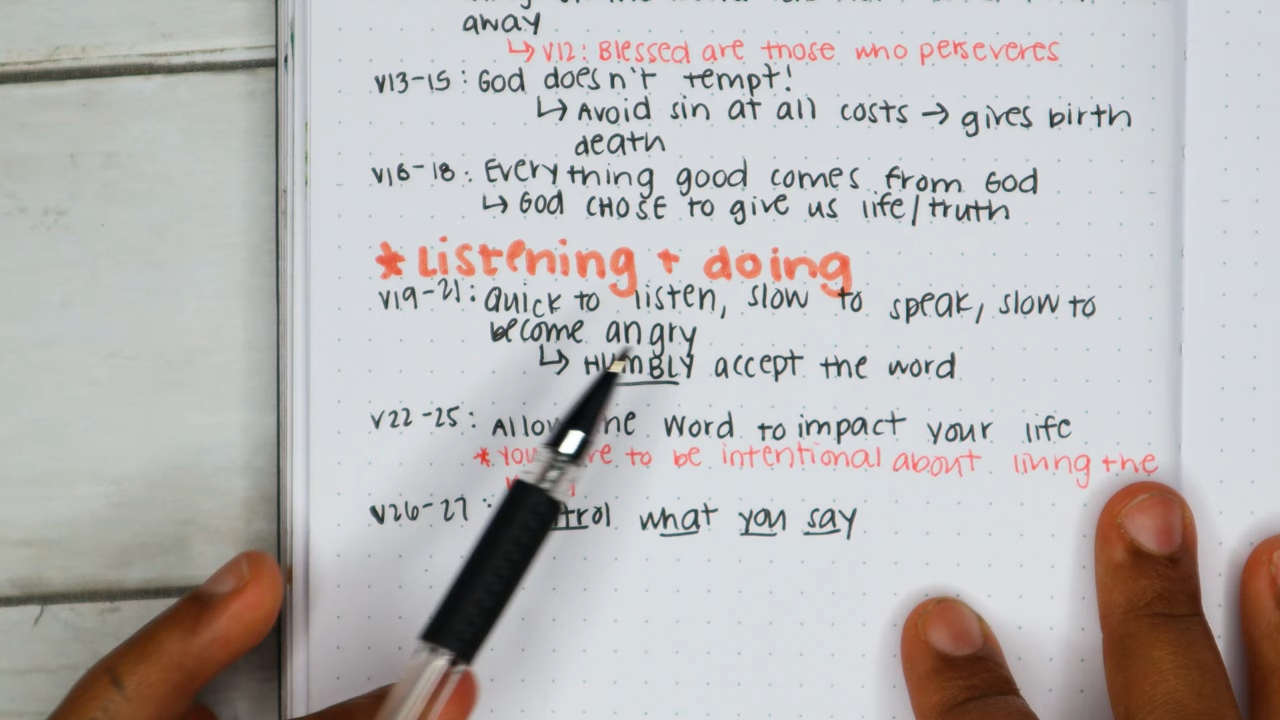 away
↳ v12: Blessed are those who perseveres
v13-15: God doesn't tempt!
↳ Avoid sin at all costs → gives birth
death
v16-18: Everything good comes from God
↳ God CHOSE to give us life/truth
*Listening + doing
v19-21: Quick to listen, slow to speak, slow to
become angry
↳ HUMBLY accept the word
v22-25: Allow the word to impact your life
*you to be intentional about living the
v26-27: control what you say